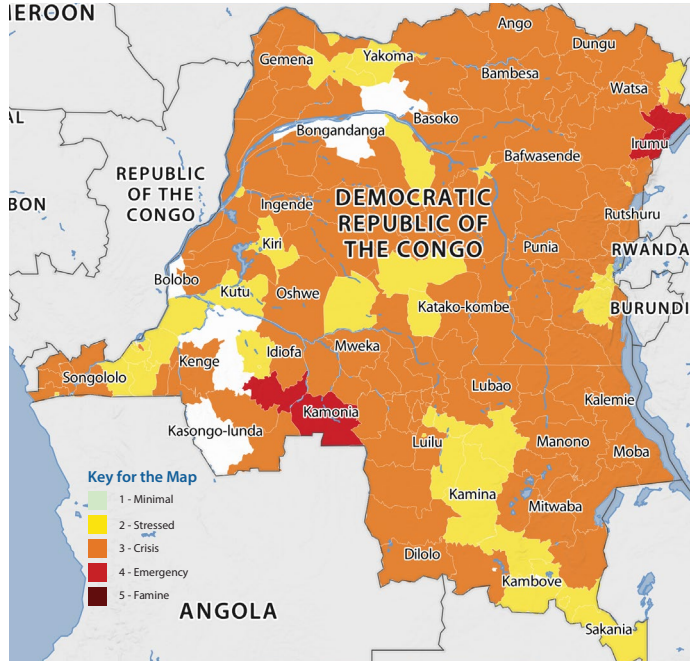 MEROON
Ango
Dungu
Gemena
Yakoma
Bambesa
Watsa
AL
Basoko
Bongandanga
Irumu
Bafwasende
REPUBLIC
OF THE
CONGO
BON
DEMOCRATIC
REPUBLIC OF
THE CONGO
Ingende
Rutshuru
Kiri
Punia
RWANDA
Bolobo
Kutu
Oshwe
Katako-kombe
BURUNDI
Mweka
Idiofa
Kenge
Songololo
Lubao
Kalemie
Kamonia
Kasongo-lunda
Luilu
Manono
Moba
Key for the Map
1 - Minimal
2 - Stressed
3 - Crisis
4 - Emergency
5 - Famine
Kamina
Mitwaba
Dilolo
Kambove
ANGOLA
Sakania